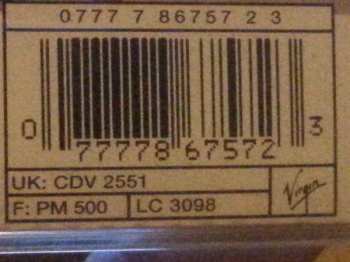 0777 7 86757 2 3
0 77778 67572 3
UK: CDV 2551
Virgin
F: PM 500 LC 3098